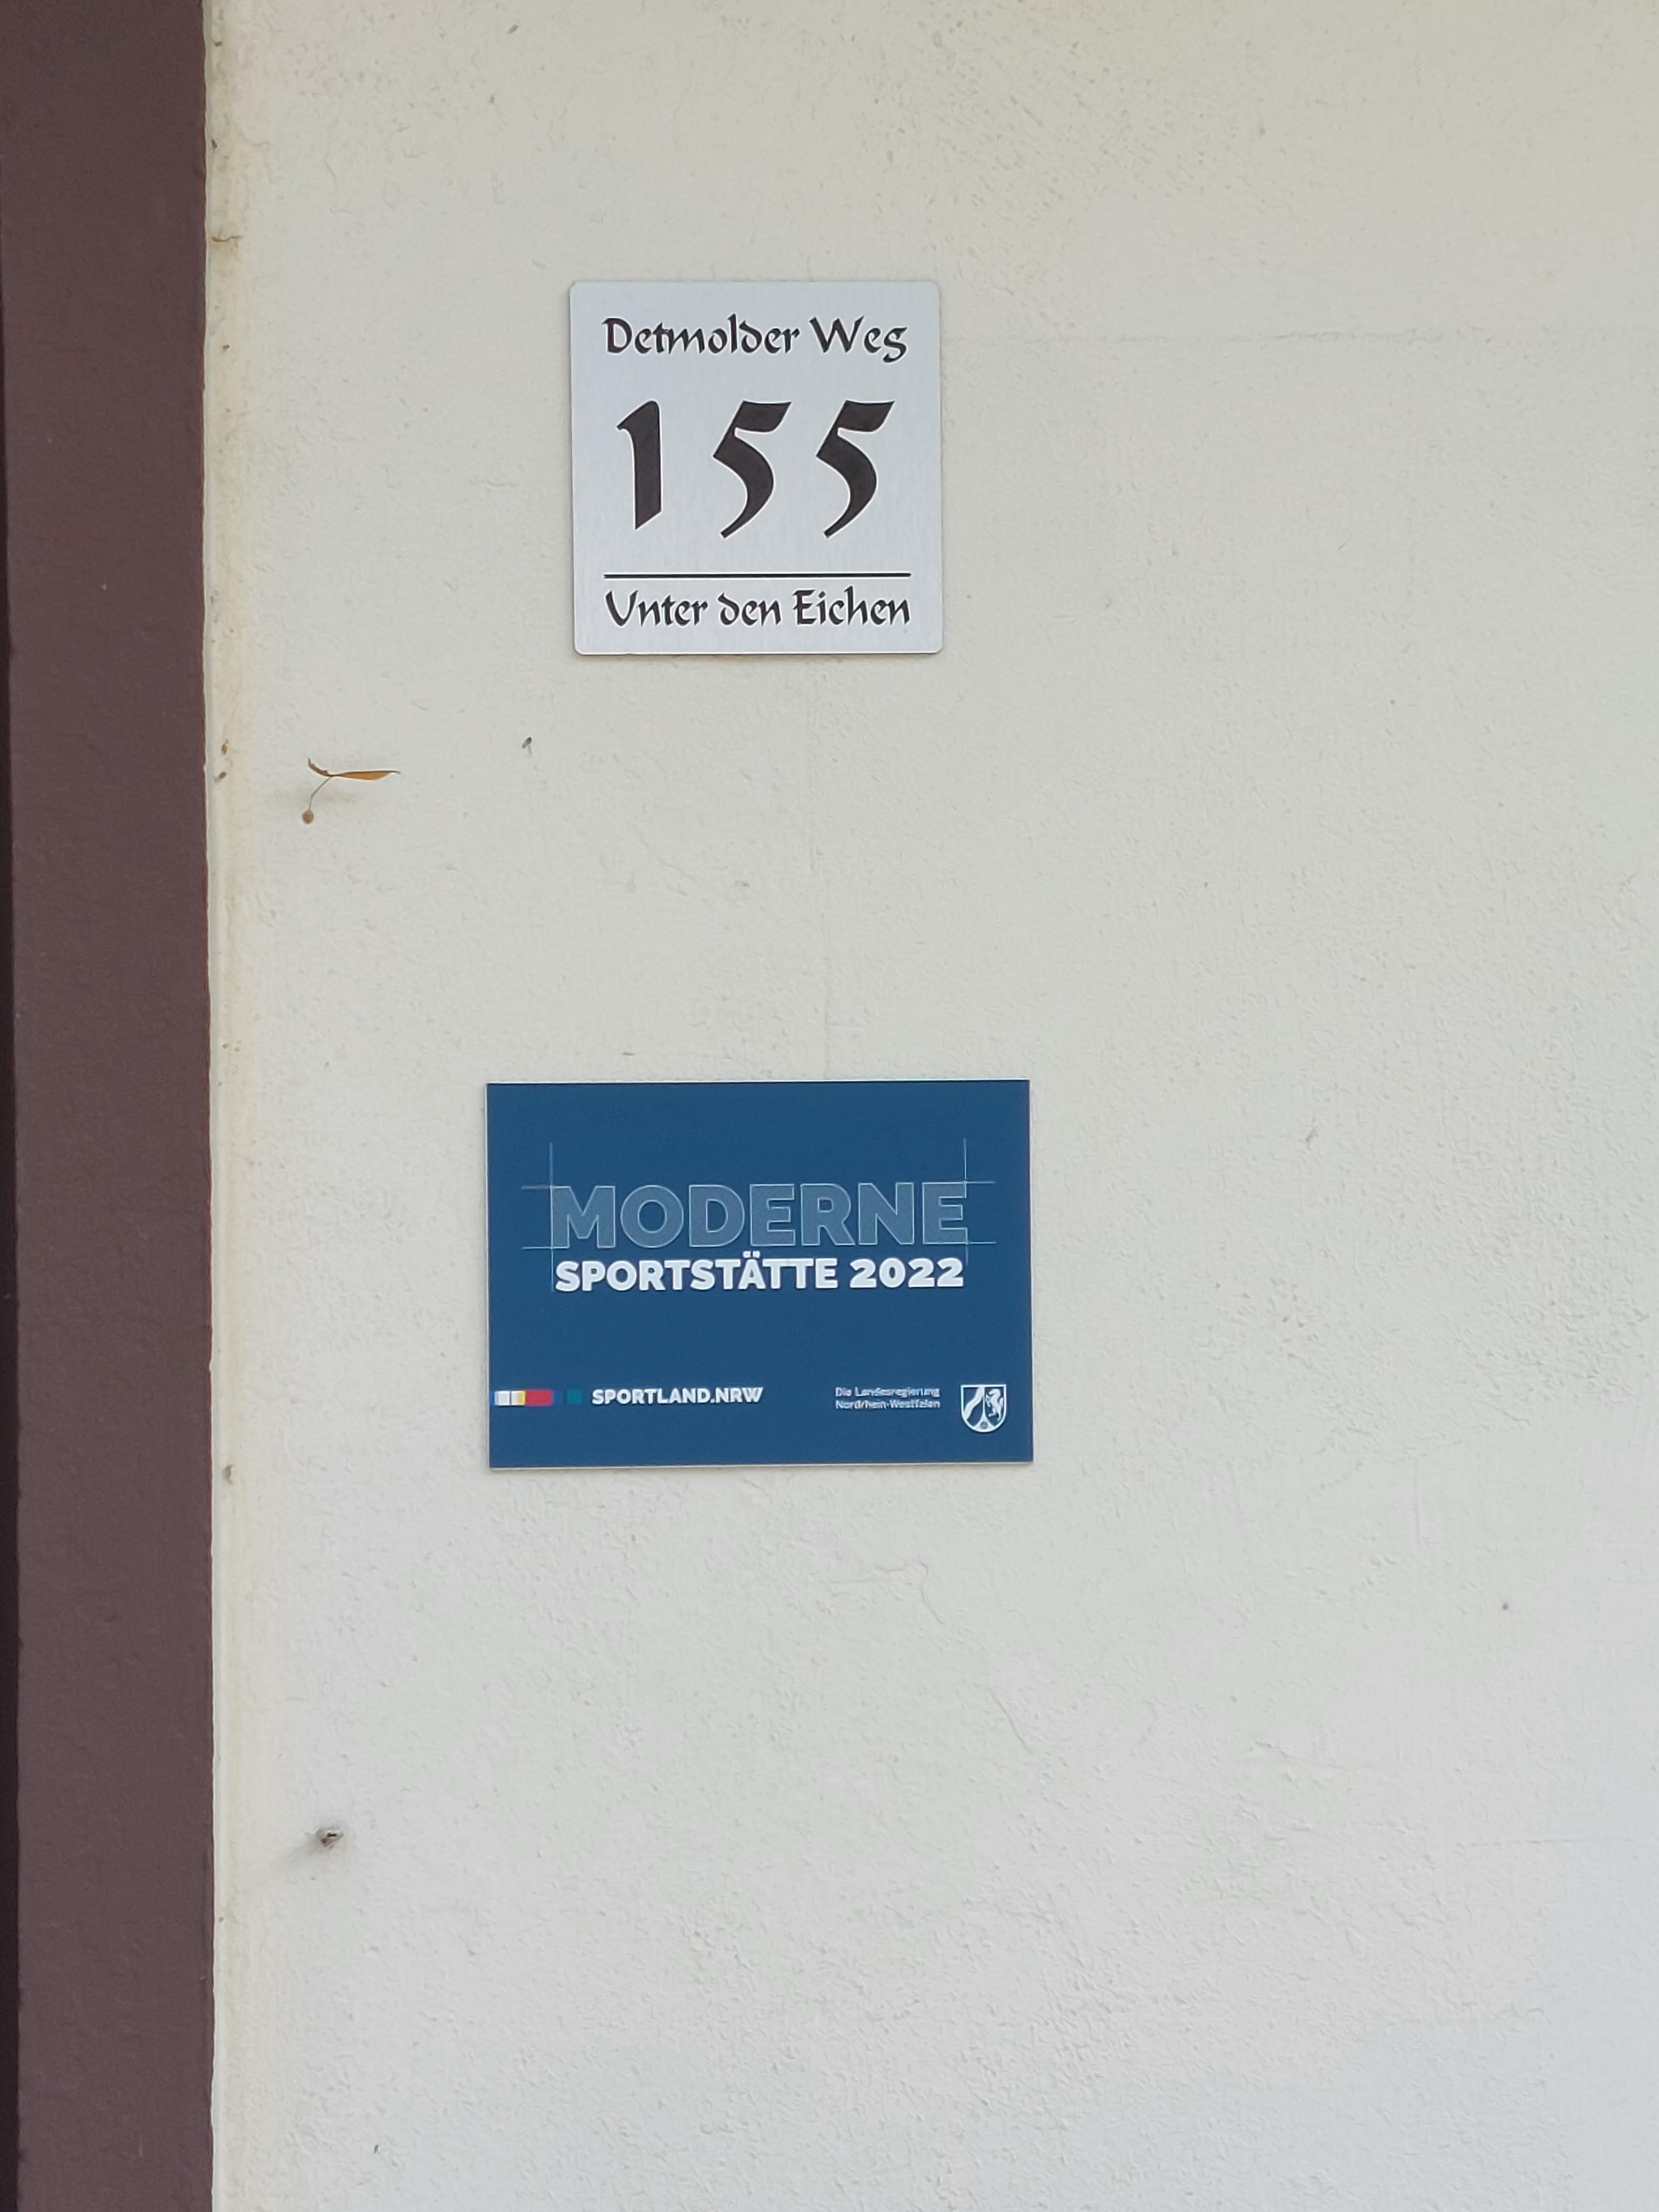 Detmolder Weg
155
Unter den Eichen
MODERNE
SPORTSTÄTTE 2022
SPORTLAND.NRW
Die Landesregierung
Nordrhein-Westfalen